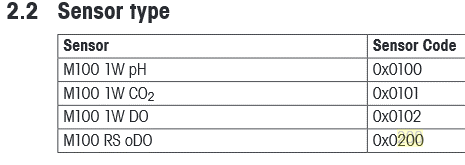 2.2 Sensor type
Sensor Sensor Code
M100 1W pH 0x0100
M100 1W CO₂ 0x0101
M100 1W DO 0x0102
M100 RS oDO 0x0200